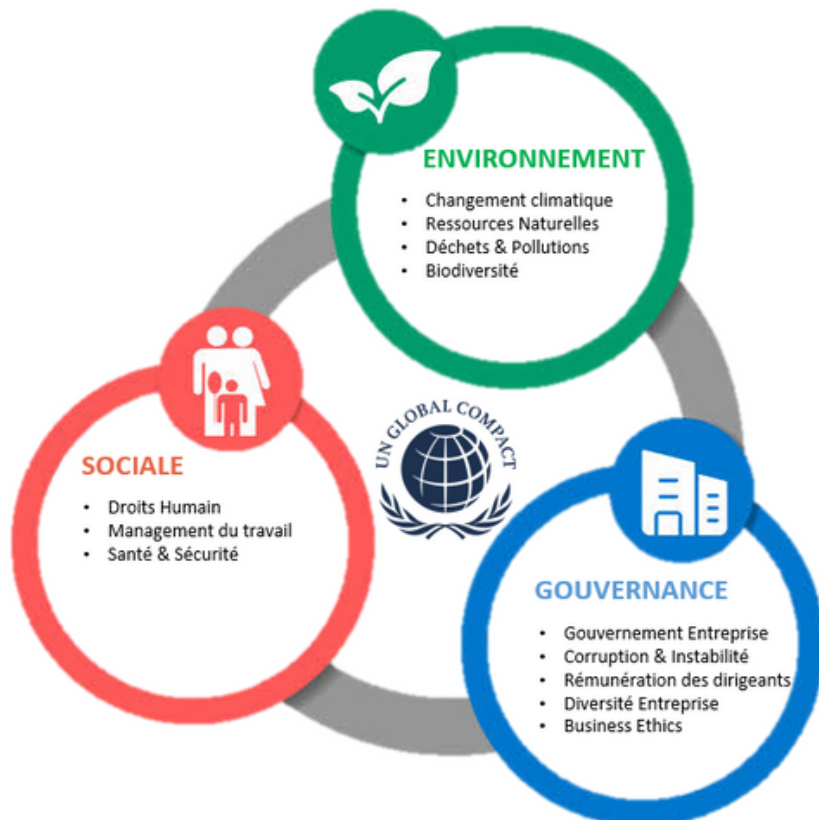 ENVIRONNEMENT
• Changement climatique
• Ressources Naturelles
• Déchets & Pollutions
• Biodiversité
UN GLOBAL COMPACT
SOCIALE
• Droits Humain
• Management du travail
• Santé & Sécurité
GOUVERNANCE
• Gouvernement Entreprise
• Corruption & Instabilité
• Rémunération des dirigeants
• Diversité Entreprise
• Business Ethics